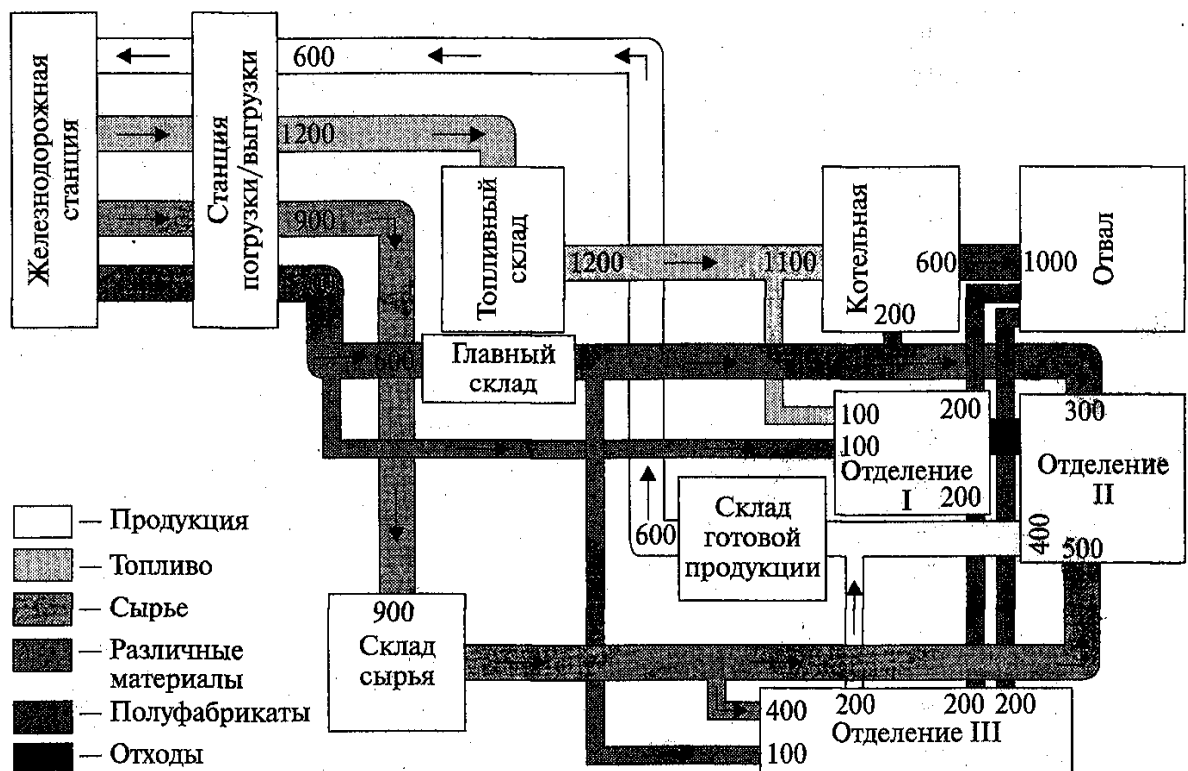 Железнодорожная
станция
Станция
погрузки/выгрузки
600
1200
900
Топливный
склад
1200
1100
Котельная
600
200
1000
Отвал
600
Главный
склад
100
200
100
Отделение
I
200
300
Отделение
II
400
500
600
Склад
готовой
продукции
900
Склад
сырья
400
200
200
200
Отделение III
100
— Продукция
— Топливо
— Сырье
— Различные
материалы
— Полуфабрикаты
— Отходы